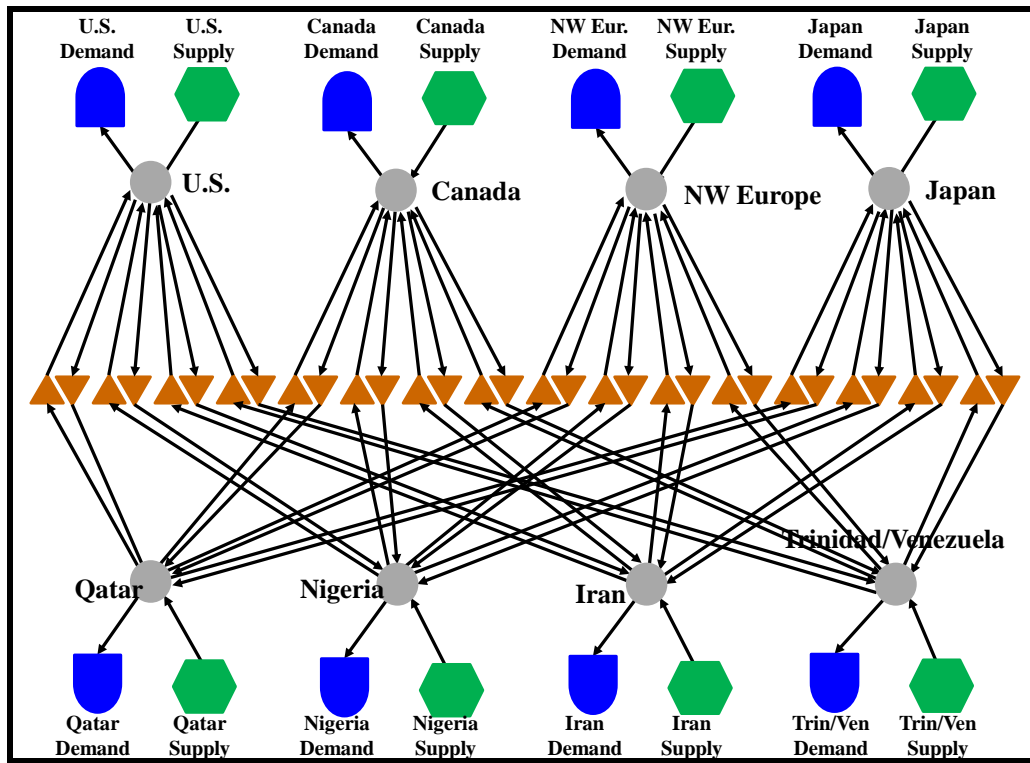 U.S.
Demand
U.S.
Supply
Canada
Demand
Canada
Supply
NW Eur.
Demand
NW Eur.
Supply
Japan
Demand
Japan
Supply
U.S.
Canada
NW Europe
Japan
Trinidad/Venezuela
Qatar
Nigeria
Iran
Qatar
Demand
Qatar
Supply
Nigeria
Demand
Nigeria
Supply
Iran
Demand
Iran
Supply
Trin/Ven
Demand
Trin/Ven
Supply